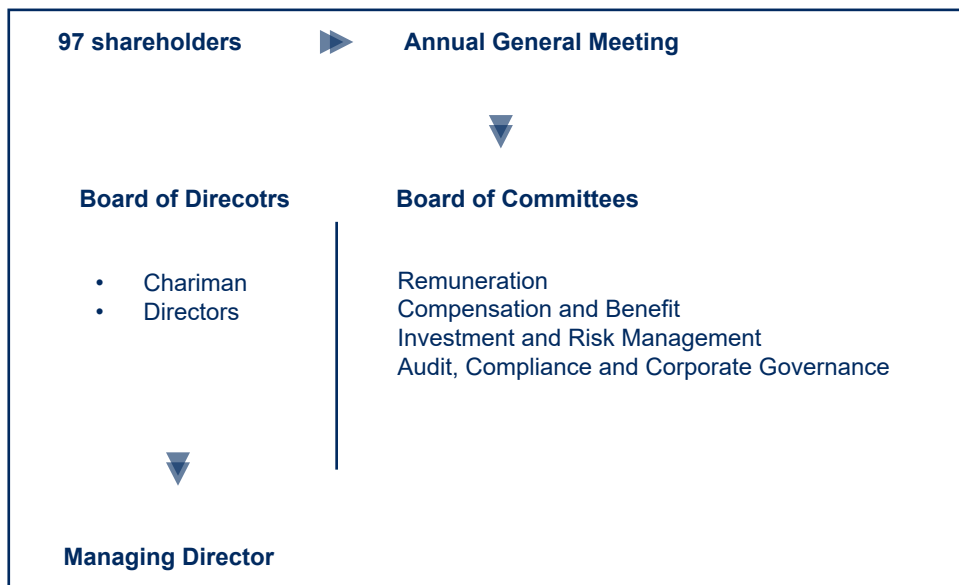 97 shareholders
Annual General Meeting
Board of Direcotrs
Board of Committees
• Chariman
• Directors
Remuneration
Compensation and Benefit
Investment and Risk Management
Audit, Compliance and Corporate Governance
Managing Director